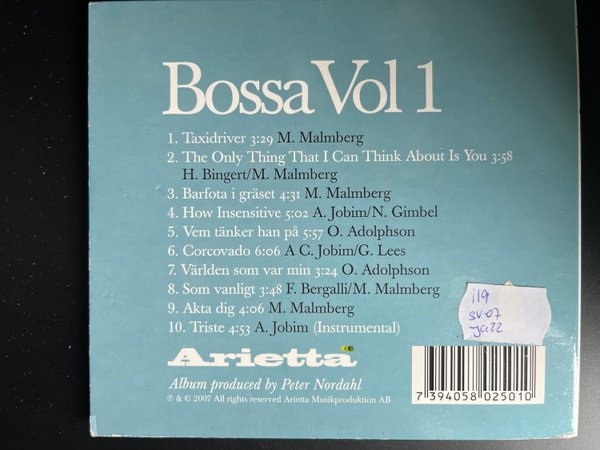 Bossa Vol 1
1. Taxidriver 3:29 M. Malmberg
2. The Only Thing That I Can Think About Is You 3:58
H. Bingert/M. Malmberg
3. Barfota i gräset 4:31 M. Malmberg
4. How Insensitive 5:02 A. Jobim/N. Gimbel
5. Vem tänker han på 5:57 O. Adolphson
6. Corcovado 6:06 A C. Jobim/G. Lees
7. Världen som var min 3:24 O. Adolphson
8. Som vanligt 3:48 F. Bergalli/M. Malmberg
9. Akta dig 4:06 M. Malmberg
10. Triste 4:53 A. Jobim (Instrumental)
i19
sv-07
jazz
Arietta
Album produced by Peter Nordahl
℗ & © 2007 All rights reserved Arietta Musikproduktion AB
7 394058 025010